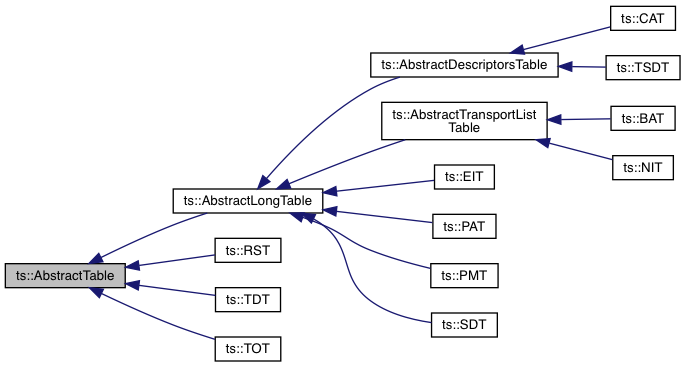 ts::CAT
ts::AbstractDescriptorsTable
ts::TSDT
ts::AbstractTransportList
Table
ts::BAT
ts::NIT
ts::EIT
ts::AbstractLongTable
ts::PAT
ts::RST
ts::AbstractTable
ts::PMT
ts::TDT
ts::SDT
ts::TOT